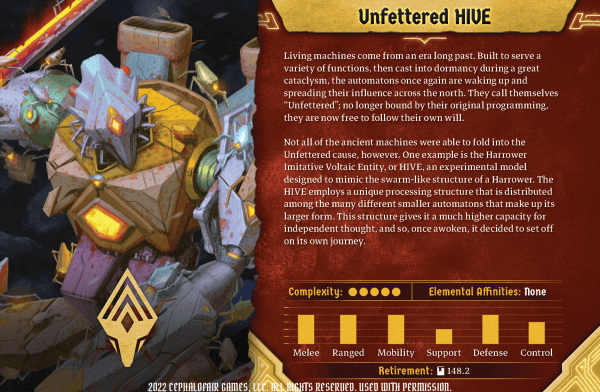 Unfettered HIVE
Living machines come from an era long past. Built to serve a
variety of functions, then cast into dormancy during a great
cataclysm, the automatons once again are waking up and
spreading their influence across the north. They call themselves
“Unfettered”; no longer bound by their original programming,
they are now free to follow their own will.
Not all of the ancient machines were able to fold into the
Unfettered cause, however. One example is the Harrower
Imitative Voltaic Entity, or HIVE, an experimental model
designed to mimic the swarm-like structure of a Harrower. The
HIVE employs a unique processing structure that is distributed
among the many different smaller automatons that make up its
larger form. This structure gives it a much higher capacity for
independent thought, and so, once awoken, it decided to set off
on its own journey.
Complexity: Elemental Affinities: None
Melee Ranged Mobility Support Defense Control
Retirement: 148.2
2022 CEPHALOFAIR GAMES, LLC. ALL RIGHTS RESERVED. USED WITH PERMISSION.